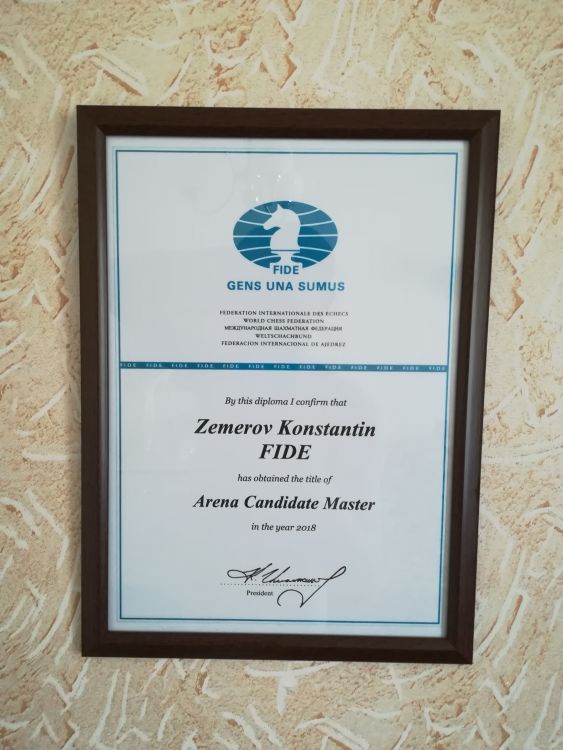 FIDE
GENS UNA SUMUS
FEDERATION INTERNATIONALE DES ECHECS
WORLD CHESS FEDERATION
МЕЖДУНАРОДНАЯ ШАХМАТНАЯ ФЕДЕРАЦИЯ
WELTSCHACHBUND
FEDERACION INTERNACIONAL DE AJEDREZ
FIDE FIDE FIDE FIDE FIDE FIDE FIDE FIDE FIDE FIDE FIDE FIDE FIDE
By this diploma I confirm that
Zemerov Konstantin
FIDE
has obtained the title of
Arena Candidate Master
in the year 2018
President